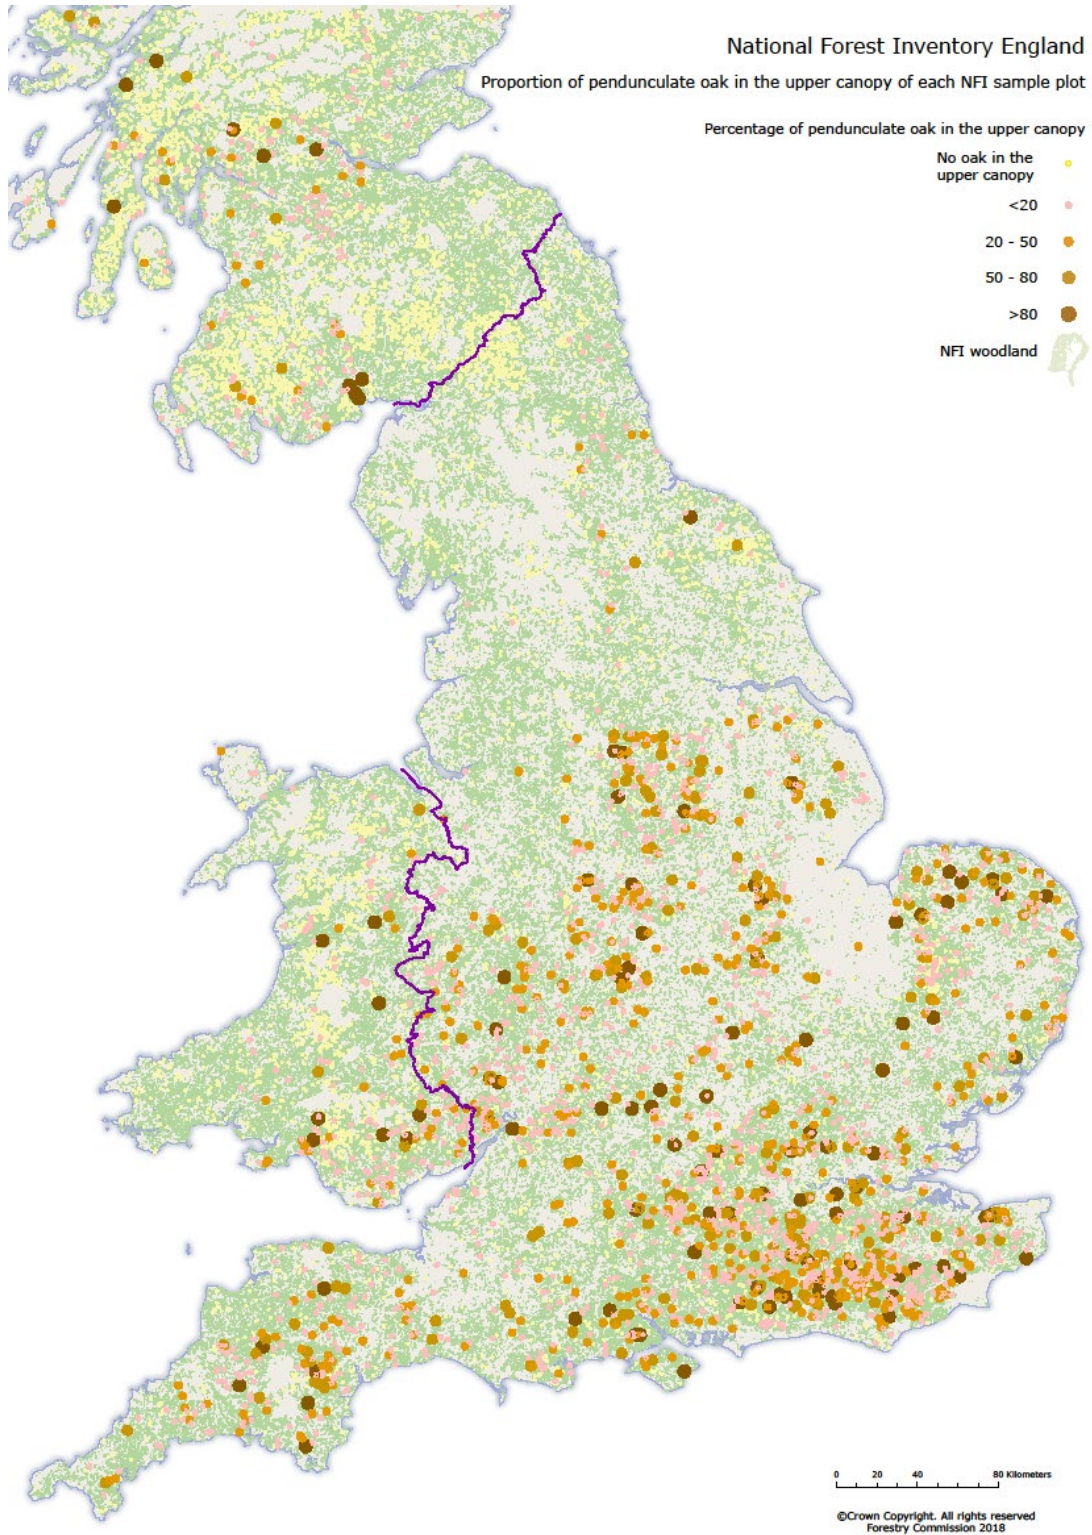 National Forest Inventory England
Proportion of pendunculate oak in the upper canopy of each NFI sample plot
Percentage of pendunculate oak in the upper canopy
No oak in the
upper canopy
<20
20 - 50
50 - 80
>80
NFI woodland
0 20 40 80 Kilometers
©Crown Copyright. All rights reserved
Forestry Commission 2018